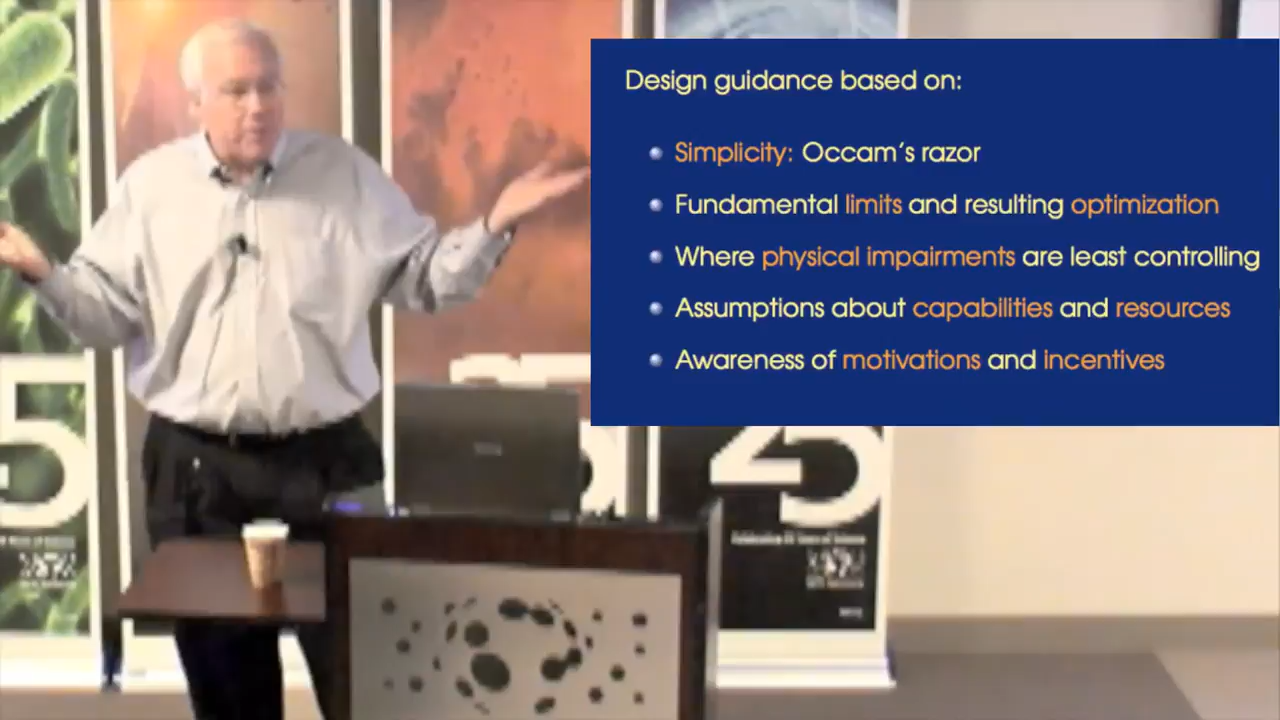 Design guidance based on:
Simplicity: Occam's razor
Fundamental limits and resulting optimization
Where physical impairments are least controlling
Assumptions about capabilities and resources
Awareness of motivations and incentives
25